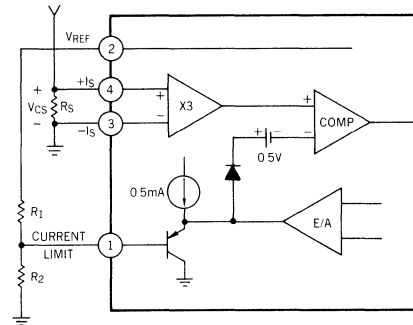 VREF
2
+
+IS
4
+
X3
+
COMP
VCS
RS
-
-IS
3
-
+
-
-
0 5V
0 5mA
R1
E/A
CURRENT
LIMIT
1
R2